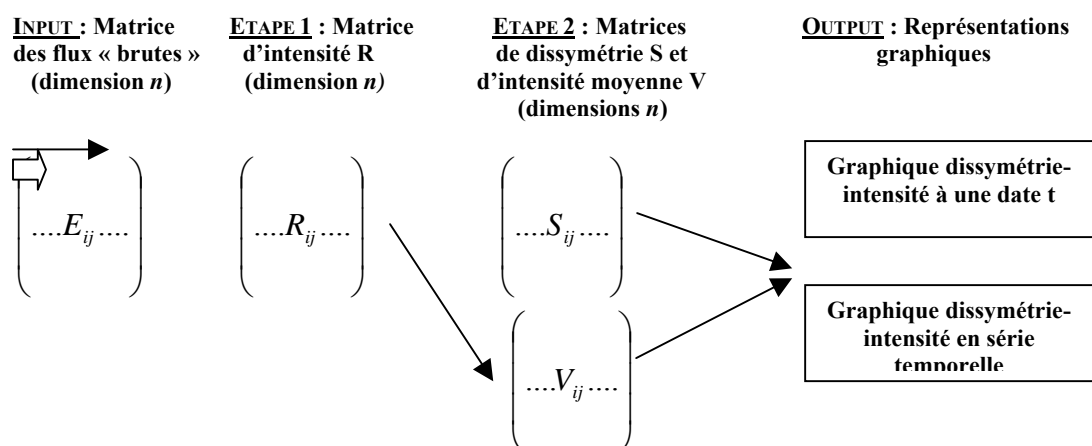 INPUT : Matrice
des flux « brutes »
(dimension n)
ETAPE 1 : Matrice
d'intensité R
(dimension n)
ETAPE 2 : Matrices
de dissymétrie S et
d'intensité moyenne V
(dimensions n)
OUTPUT : Représentations
graphiques
....Eij....
....Rij....
....Sij....
....Vij....
Graphique dissymétrie-
intensité à une date t
Graphique dissymétrie-
intensité en série
temporelle